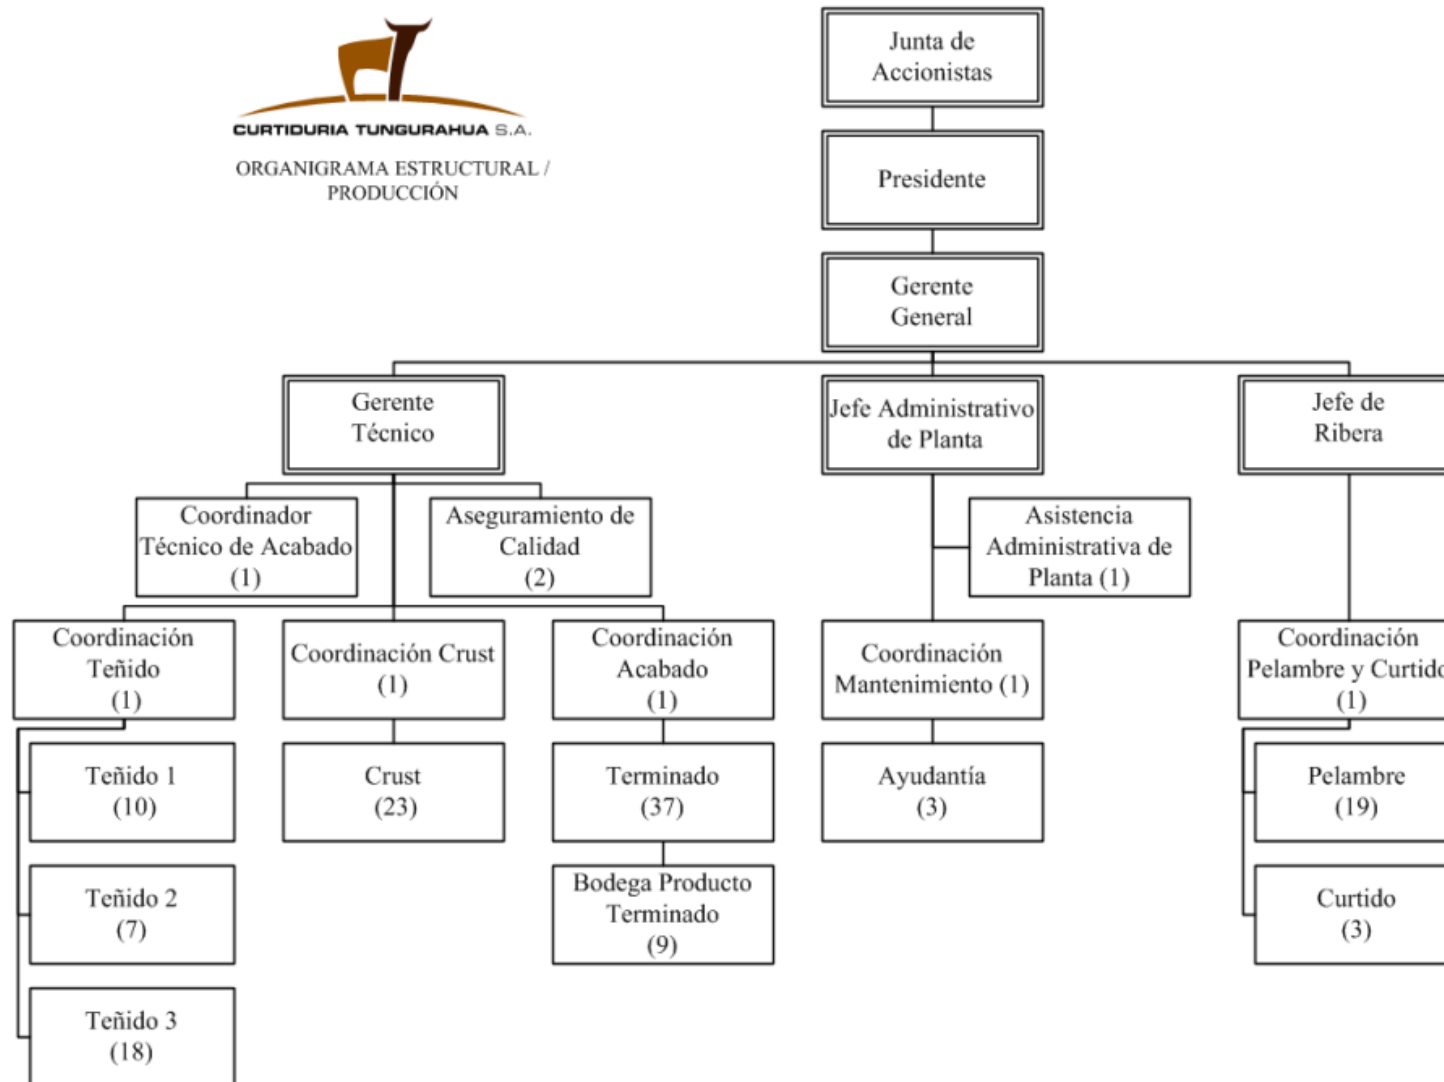 CURTIDURIA TUNGURAHUA S.A.
ORGANIGRAMA ESTRUCTURAL /
PRODUCCIÓN
Junta de
Accionistas
Presidente
Gerente
General
Gerente
Técnico
Jefe Administrativo
de Planta
Jefe de
Ribera
Coordinador
Técnico de Acabado
(1)
Aseguramiento de
Calidad
(2)
Asistencia
Administrativa de
Planta (1)
Coordinación
Teñido
(1)
Coordinación Crust
(1)
Coordinación
Acabado
(1)
Coordinación
Mantenimiento (1)
Coordinación
Pelambre y Curtido
(1)
Teñido 1
(10)
Crust
(23)
Terminado
(37)
Ayudantía
(3)
Pelambre
(19)
Teñido 2
(7)
Bodega Producto
Terminado
(9)
Curtido
(3)
Teñido 3
(18)